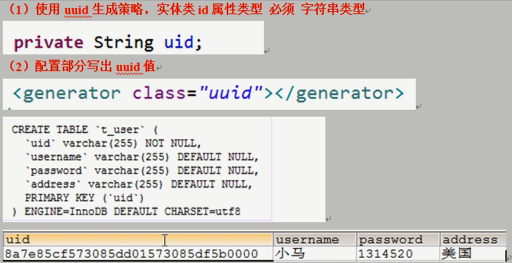 （1）使用 uuid 生成策略，实体类 id 属性类型 必须 字符串类型
private String uid;
（2）配置部分写出 uuid 值
<generator class="uuid"></generator>
CREATE TABLE `t_user` (
`uid` varchar(255) NOT NULL,
`username` varchar(255) DEFAULT NULL,
`password` varchar(255) DEFAULT NULL,
`address` varchar(255) DEFAULT NULL,
PRIMARY KEY (`uid`)
) ENGINE=InnoDB DEFAULT CHARSET=utf8
uid username password address
8a7e85cf573085dd01573085df5b0000 小马 1314520 美国